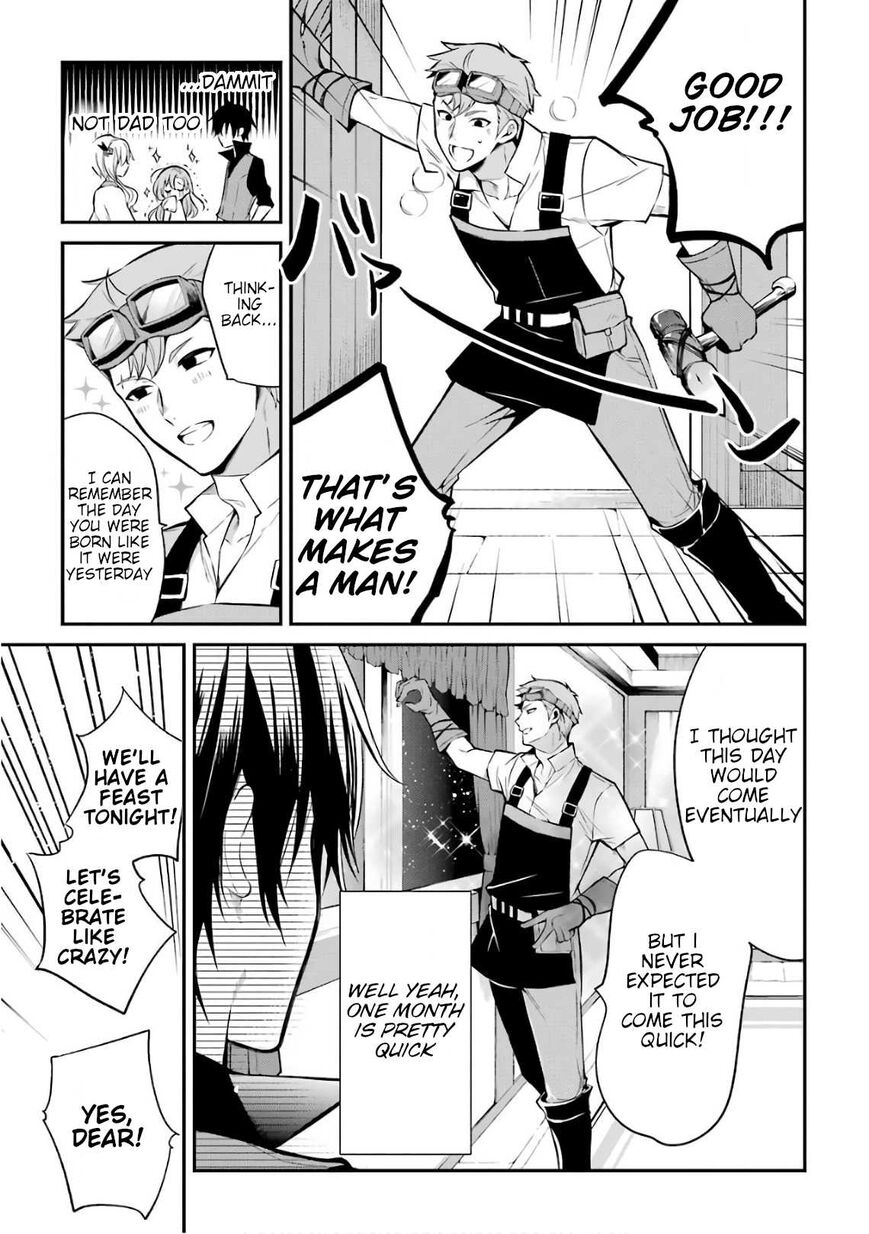 GOOD
JOB!!!
バ
ン
THAT'S
WHAT
MAKES
A MAN!
...DAMMIT
NOT DAD TOO
THINK-
ING
BACK...
I CAN
REMEMBER
THE DAY
YOU WERE
BORN LIKE
IT WERE
YESTERDAY
I THOUGHT
THIS DAY
WOULD
COME
EVENTUALLY
BUT I
NEVER
EXPECTED
IT TO
COME THIS
QUICK!
WELL YEAH,
ONE MONTH
IS PRETTY
QUICK
WE'LL
HAVE A
FEAST
TONIGHT!
LET'S
CELE-
BRATE
LIKE
CRAZY!
YES,
DEAR!